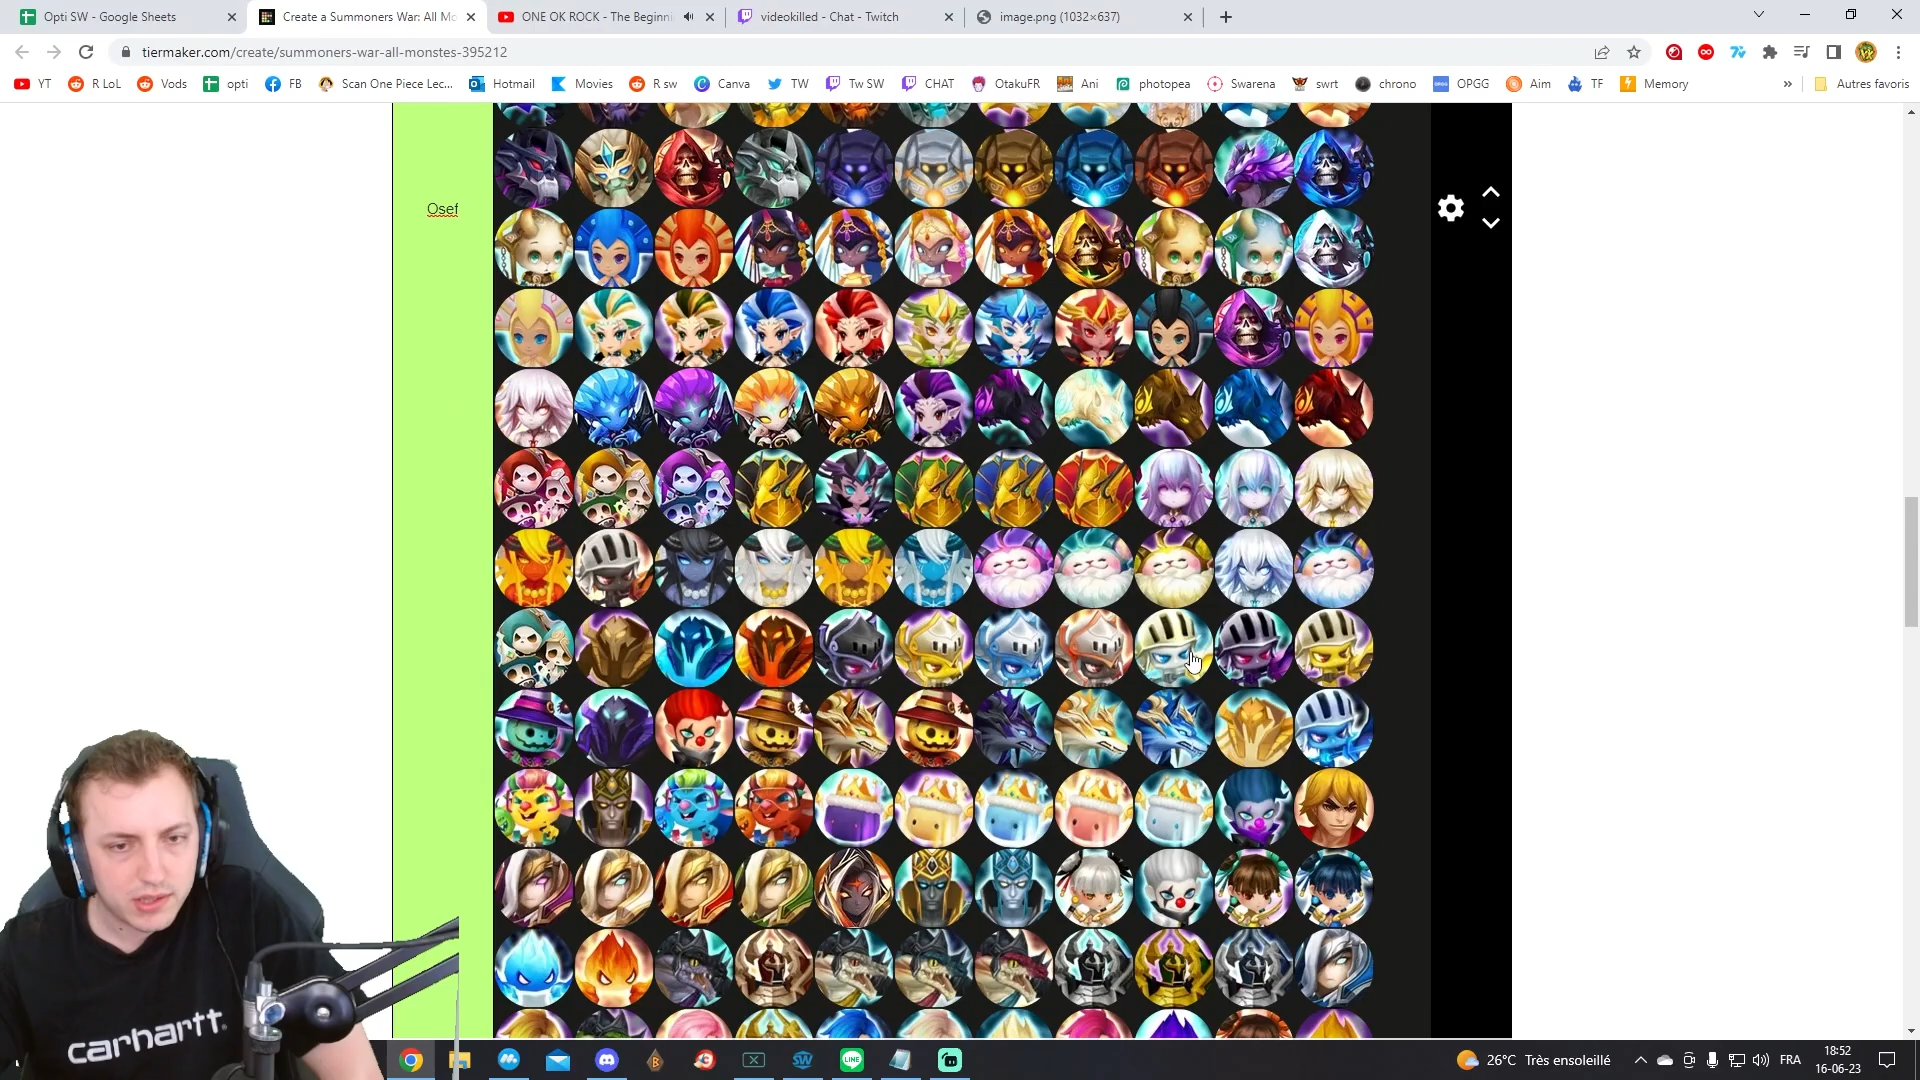 Opti SW - Google Sheets
Create a Summoners War: All Mo
ONE OK ROCK - The Beginni
videokilled - Chat - Twitch
image.png (1032×637)
tiermaker.com/create/summoners-war-all-monstes-395212
YT
R LoL
Vods
opti
FB
Scan One Piece Lec...
Hotmail
Movies
R sw
Canva
TW
Tw SW
CHAT
OtakuFR
Ani
photopea
Swarena
swrt
chrono
OPGG
Aim
TF
Memory
»
Autres favoris
Osef
carhartt
26°C Très ensoleillé
FRA
18:52
16-06-23